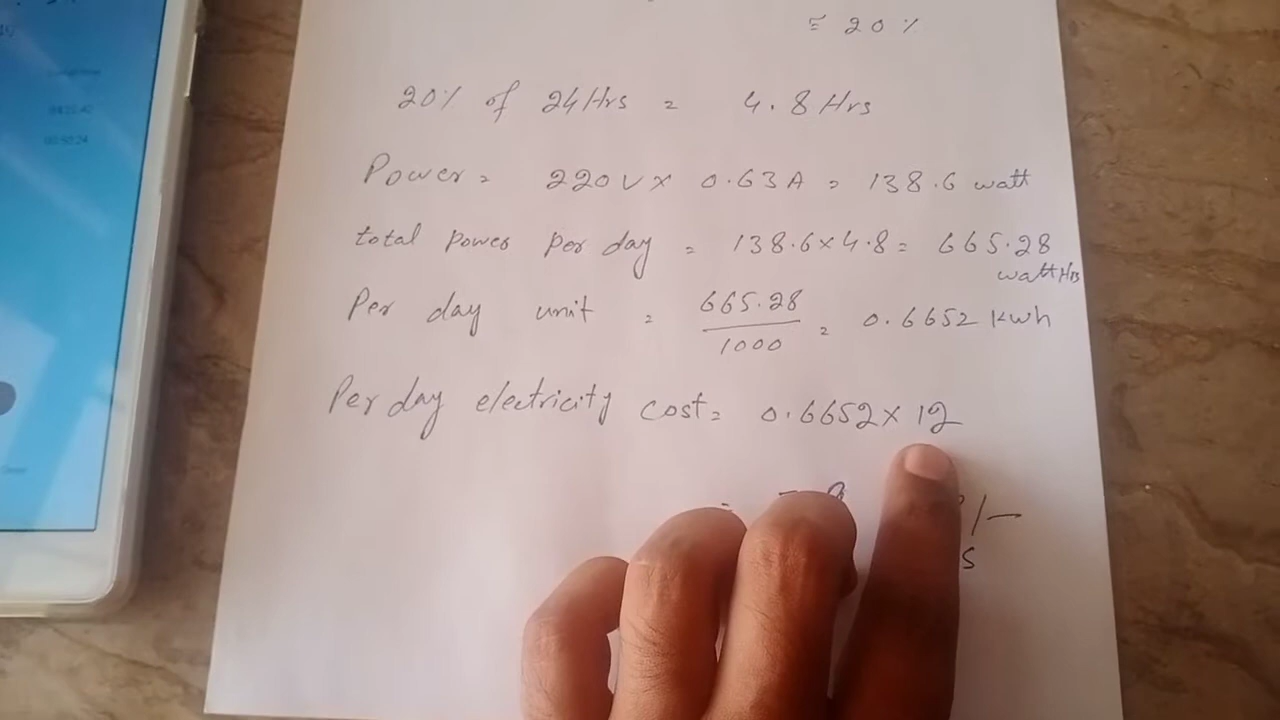 ≅ 20 %
20% of 24 Hrs = 4.8 Hrs
Power = 220V x 0.63A = 138.6 watt
total power per day = 138.6 x 4.8 = 665.28
watt Hrs
Per day unit = 665.28 / 1000 = 0.6652 kwh
Per day electricity cost = 0.6652 x 12